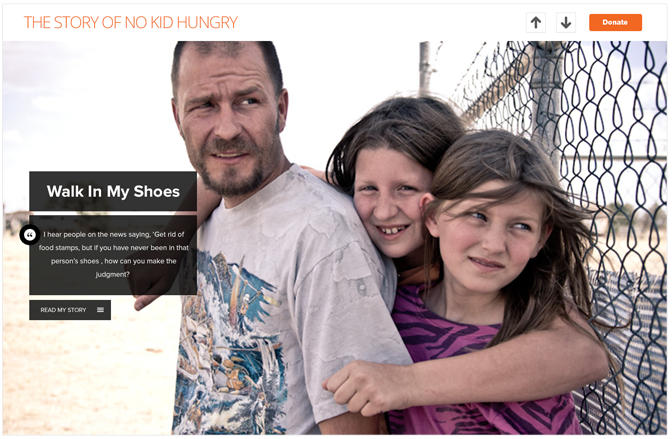 THE STORY OF NO KID HUNGRY
Donate
Walk In My Shoes
“
I hear people on the news saying, ‘Get rid of
food stamps, but if you have never been in that
person's shoes , how can you make the
judgment?
READ MY STORY